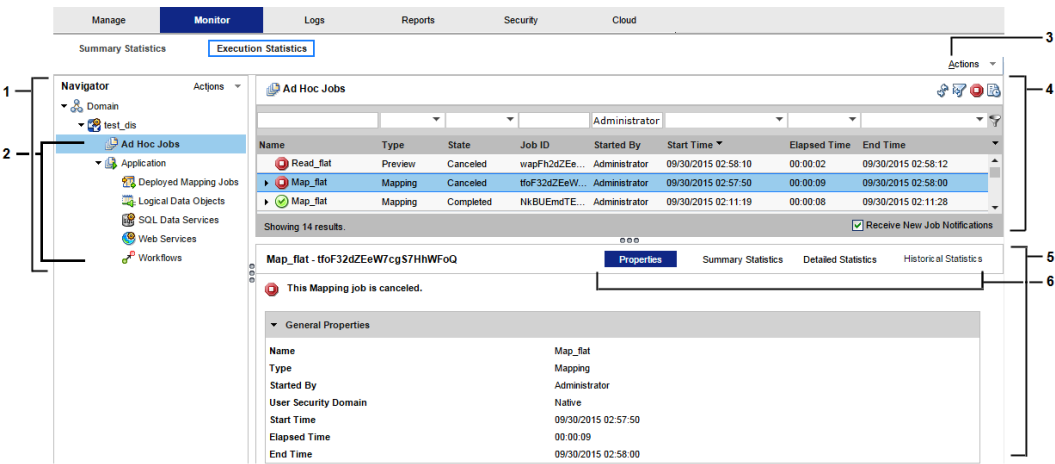 Manage Monitor Logs Reports Security Cloud
Summary Statistics Execution Statistics
3
Actions
1
2
Navigator Actions
Domain
test_dis
Ad Hoc Jobs
Application
Deployed Mapping Jobs
Logical Data Objects
SQL Data Services
Web Services
Workflows
Ad Hoc Jobs
4
Administrator
Name Type State Job ID Started By Start Time Elapsed Time End Time
Read_flat Preview Canceled wapFh2dZEe... Administrator 09/30/2015 02:58:10 00:00:02 09/30/2015 02:58:12
Map_flat Mapping Canceled tfoF32dZEeW... Administrator 09/30/2015 02:57:50 00:00:09 09/30/2015 02:58:00
Map_flat Mapping Completed NkBUEmdTE... Administrator 09/30/2015 02:11:19 00:00:08 09/30/2015 02:11:28
Showing 14 results. Receive New Job Notifications
Map_flat - tfoF32dZEeW7cgS7HhWFoQ Properties Summary Statistics Detailed Statistics Historical Statistics
5
6
This Mapping job is canceled.
General Properties
Name Map_flat
Type Mapping
Started By Administrator
User Security Domain Native
Start Time 09/30/2015 02:57:50
Elapsed Time 00:00:09
End Time 09/30/2015 02:58:00